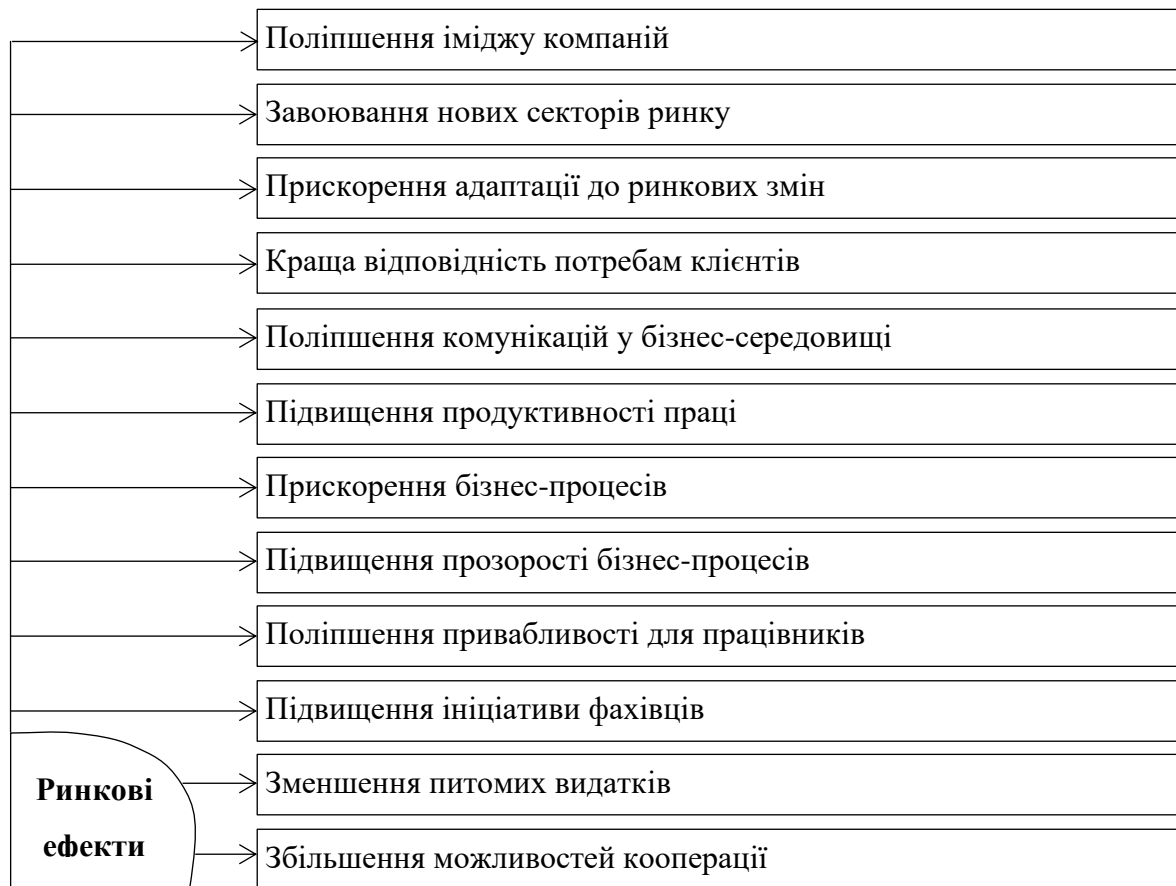 Поліпшення іміджу компаній
Завоювання нових секторів ринку
Прискорення адаптації до ринкових змін
Краща відповідність потребам клієнтів
Поліпшення комунікацій у бізнес-середовищі
Підвищення продуктивності праці
Прискорення бізнес-процесів
Підвищення прозорості бізнес-процесів
Поліпшення привабливості для працівників
Підвищення ініціативи фахівців
Зменшення питомих видатків
Збільшення можливостей кооперації
Ринкові
ефекти